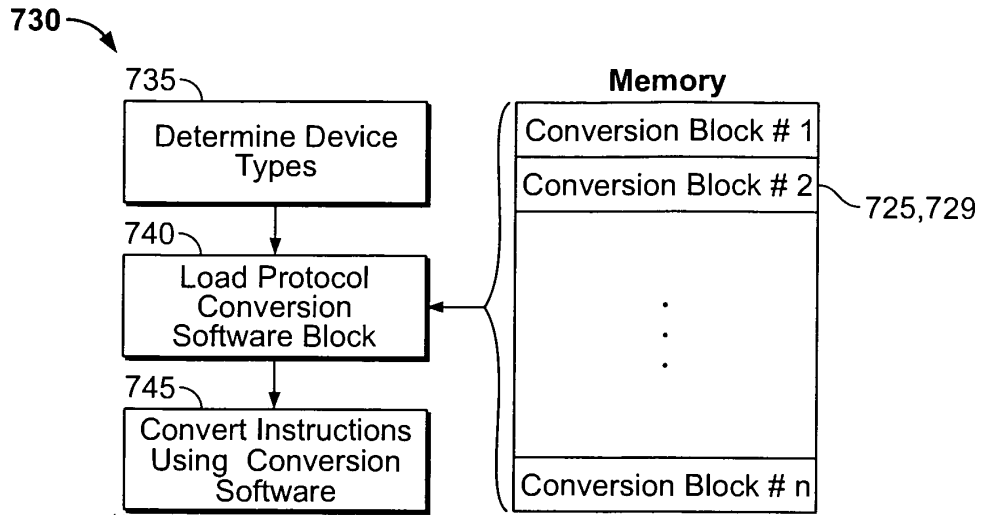 730
735
Determine Device
Types
740
Load Protocol
Conversion
Software Block
745
Convert Instructions
Using Conversion
Software
Memory
Conversion Block # 1
Conversion Block # 2
725,729
Conversion Block # n